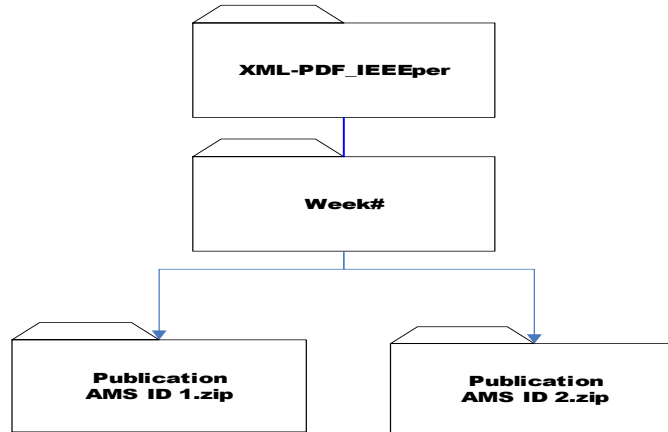 XML-PDF_IEEEper
Week#
Publication
AMS ID 1.zip
Publication
AMS ID 2.zip